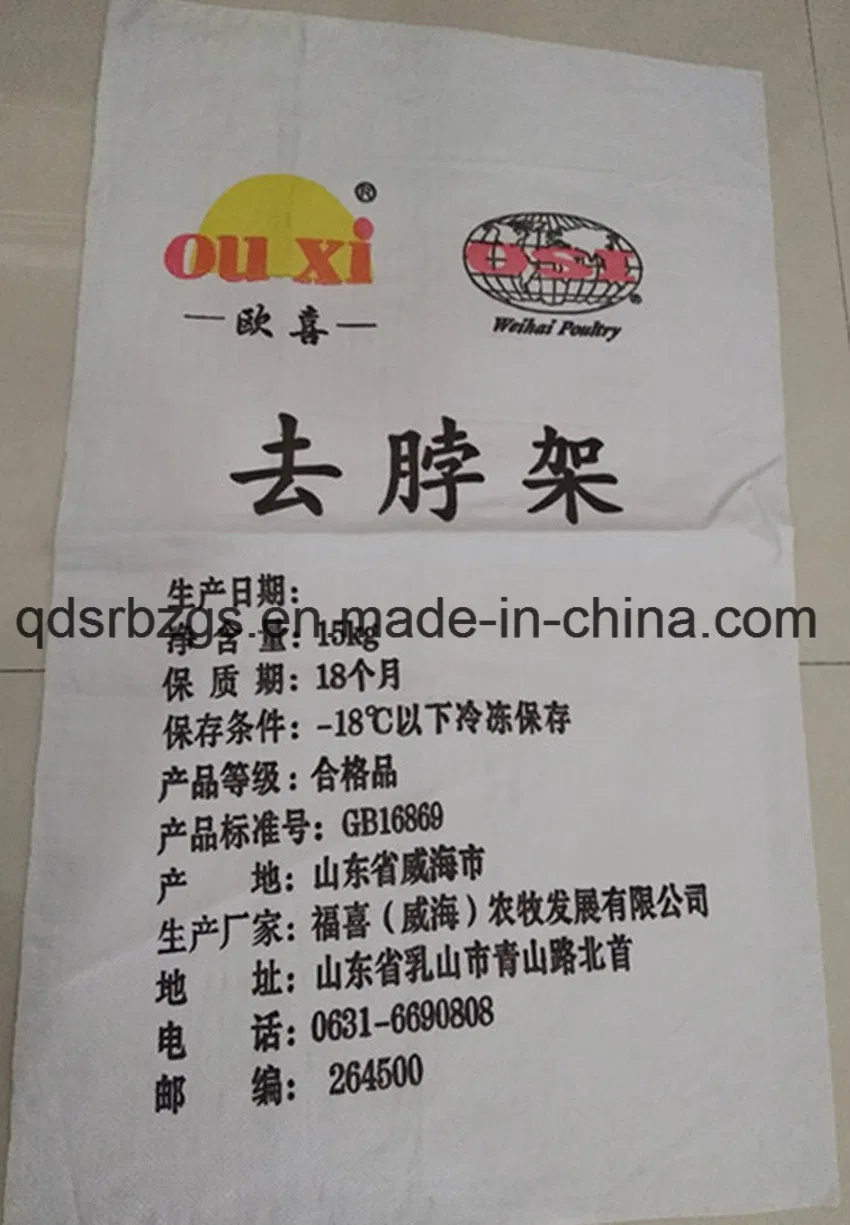 ou xi ®
OSI ®
— 欧喜 —
Weihai Poultry
去脖架
生产日期：
qdsrbzgs.en.made-in-china.com
净含量：15kg
保质期：18个月
保存条件：-18℃以下冷冻保存
产品等级：合格品
产品标准号：GB16869
产地：山东省威海市
生产厂家：福喜（威海）农牧发展有限公司
地址：山东省乳山市青山路北首
电话：0631-6690808
邮编：264500